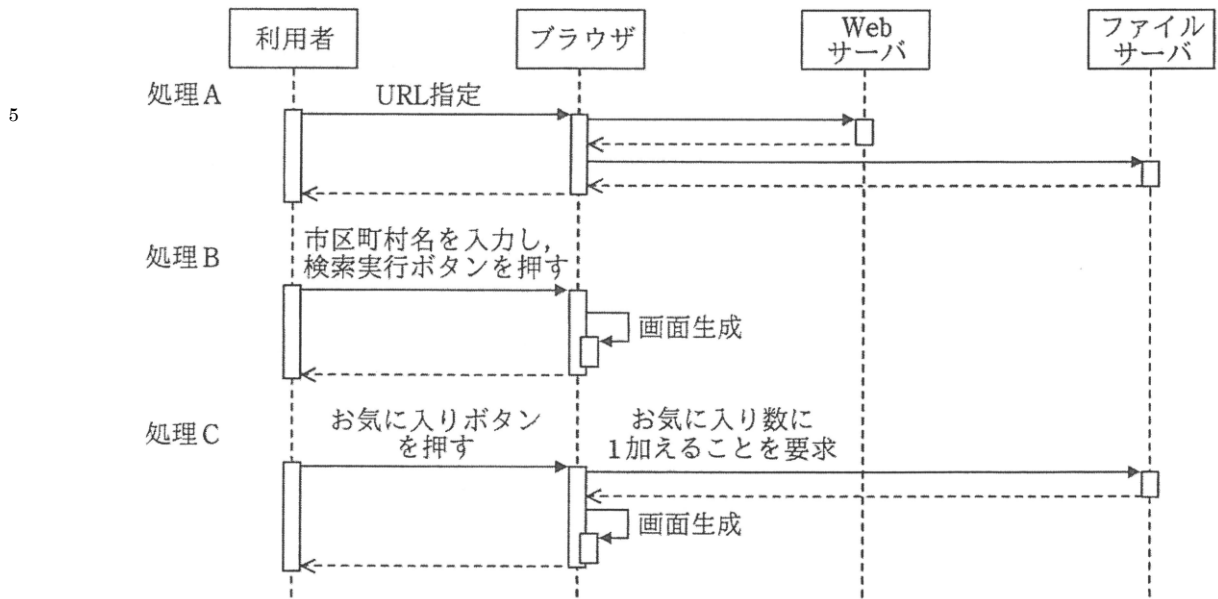 利用者
ブラウザ
Web
サーバ
ファイル
サーバ
処理A
URL指定
5
処理B
市区町村名を入力し,
検索実行ボタンを押す
画面生成
処理C
お気に入りボタン
を押す
お気に入り数に
1加えることを要求
画面生成